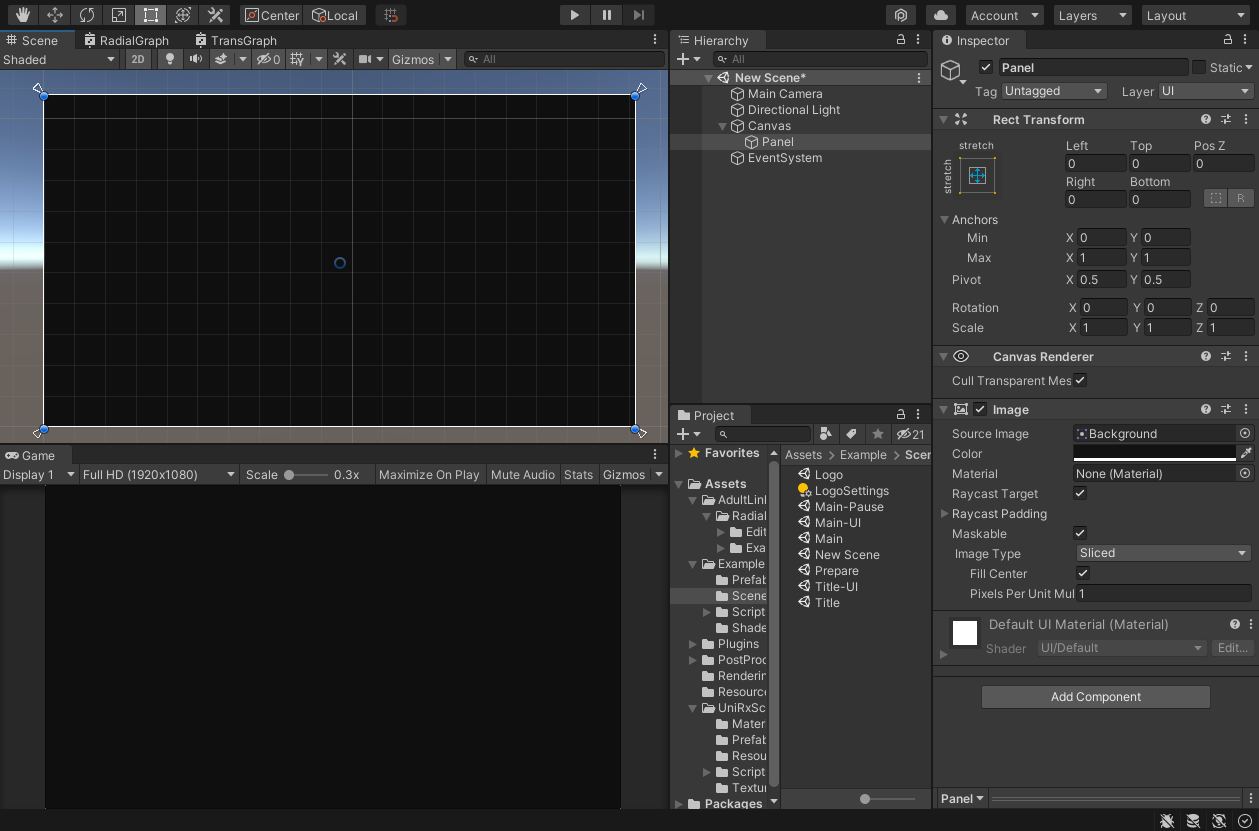 Center Local Account Layers Layout
Scene RadialGraph TransGraph
Shaded 2D 0 Gizmos All
Game
Display 1 Full HD (1920x1080) Scale 0.3x Maximize On Play Mute Audio Stats Gizmos
Hierarchy
All
New Scene*
Main Camera
Directional Light
Canvas
Panel
EventSystem
Project
21
Favorites
Assets
AdultLinl
Radial
Edit
Exa
Example
Prefab
Scene
Script
Shade
Plugins
PostProc
Renderin
Resource
UniRxSc
Mater
Prefab
Resou
Script
Textur
Packages
Assets Example Scer
Logo
LogoSettings
Main-Pause
Main-UI
Main
New Scene
Prepare
Title-UI
Title
Inspector
Panel Static
Tag Untagged Layer UI
Rect Transform
stretch
stretch
Left Top Pos Z
0 0 0
Right Bottom
0 0 R
Anchors
Min X 0 Y 0
Max X 1 Y 1
Pivot X 0.5 Y 0.5
Rotation X 0 Y 0 Z 0
Scale X 1 Y 1 Z 1
Canvas Renderer
Cull Transparent Mes
Image
Source Image Background
Color
Material None (Material)
Raycast Target
Raycast Padding
Maskable
Image Type Sliced
Fill Center
Pixels Per Unit Mul 1
Default UI Material (Material)
Shader UI/Default Edit...
Add Component
Panel